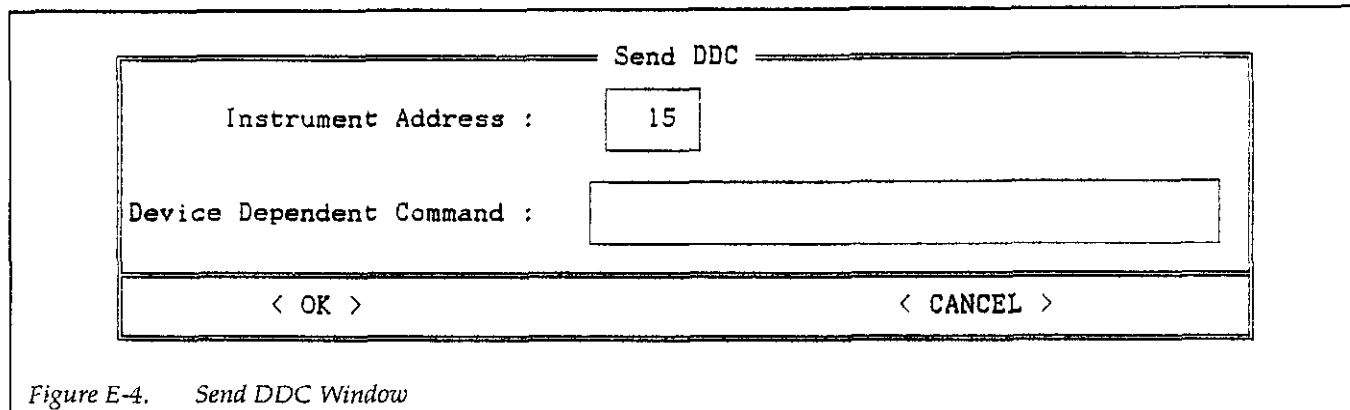 Send DDC
Instrument Address : 15
Device Dependent Command :
< OK > < CANCEL >
Figure E-4. Send DDC Window